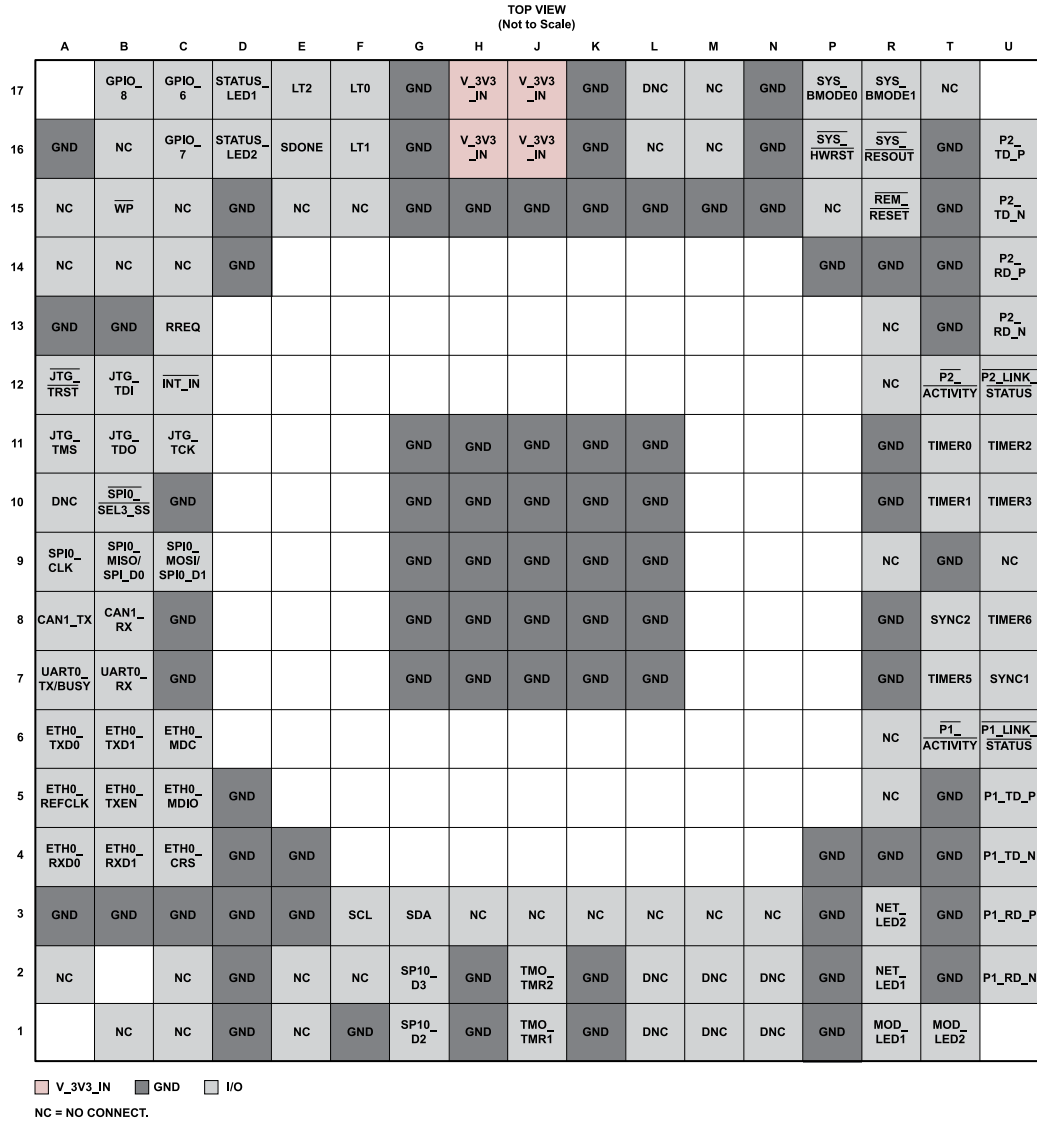 TOP VIEW
(Not to Scale)
A B C D E F G H J K L M N P R T U
17 GPIO_8 GPIO_6 STATUS_LED1 LT2 LT0 GND V_3V3_IN V_3V3_IN GND DNC NC GND SYS_BMODE0 SYS_BMODE1 NC
16 GND NC GPIO_7 STATUS_LED2 SDONE LT1 GND V_3V3_IN V_3V3_IN GND NC NC GND SYS_HWRST SYS_RESOUT GND P2_TD_P
15 NC WP NC GND NC NC GND GND GND GND GND GND GND NC REM_RESET GND P2_TD_N
14 NC NC NC GND GND GND GND P2_RD_P
13 GND GND RREQ NC GND P2_RD_N
12 JTG_TRST JTG_TDI INT_IN NC P2_ACTIVITY P2_LINK_STATUS
11 JTG_TMS JTG_TDO JTG_TCK GND GND GND GND GND GND TIMER0 TIMER2
10 DNC SPI0_SEL3_SS GND GND GND GND GND GND GND TIMER1 TIMER3
9 SPI0_CLK SPI0_MISO/SPI_D0 SPI0_MOSI/SPI0_D1 GND GND GND GND GND NC GND NC
8 CAN1_TX CAN1_RX GND GND GND GND GND GND GND SYNC2 TIMER6
7 UART0_TX/BUSY UART0_RX GND GND GND GND GND GND GND TIMER5 SYNC1
6 ETH0_TXD0 ETH0_TXD1 ETH0_MDC NC P1_ACTIVITY P1_LINK_STATUS
5 ETH0_REFCLK ETH0_TXEN ETH0_MDIO GND NC GND P1_TD_P
4 ETH0_RXD0 ETH0_RXD1 ETH0_CRS GND GND GND GND GND P1_TD_N
3 GND GND GND GND GND SCL SDA NC NC NC NC NC NC GND NET_LED2 GND P1_RD_P
2 NC NC GND NC NC SP10_D3 GND TMO_TMR2 GND DNC DNC DNC GND NET_LED1 GND P1_RD_N
1 NC NC GND NC GND SP10_D2 GND TMO_TMR1 GND DNC DNC DNC GND MOD_LED1 MOD_LED2
V_3V3_IN GND I/O
NC = NO CONNECT.